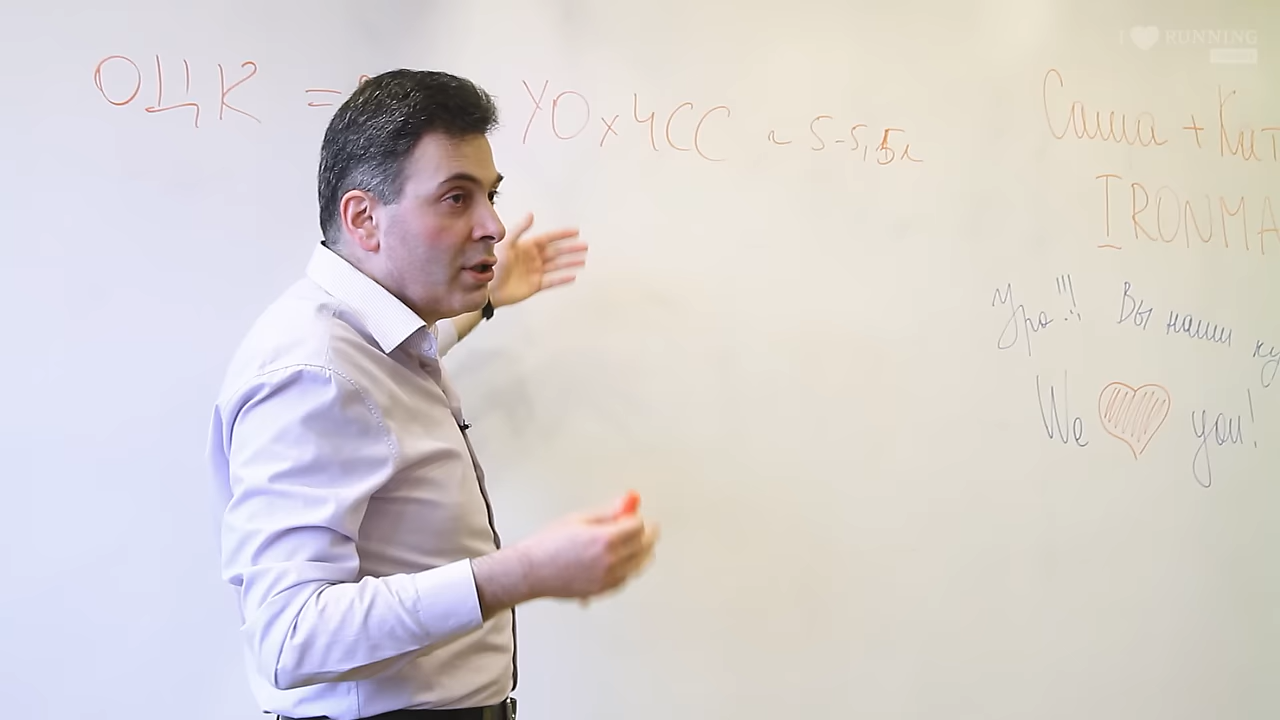 I ❤ RUNNING
ОЦК = УО x ЧСС ~ 5-5,5л
Саша + Кит
IRONMA
Ура!!! Вы наши
We ♥ you!